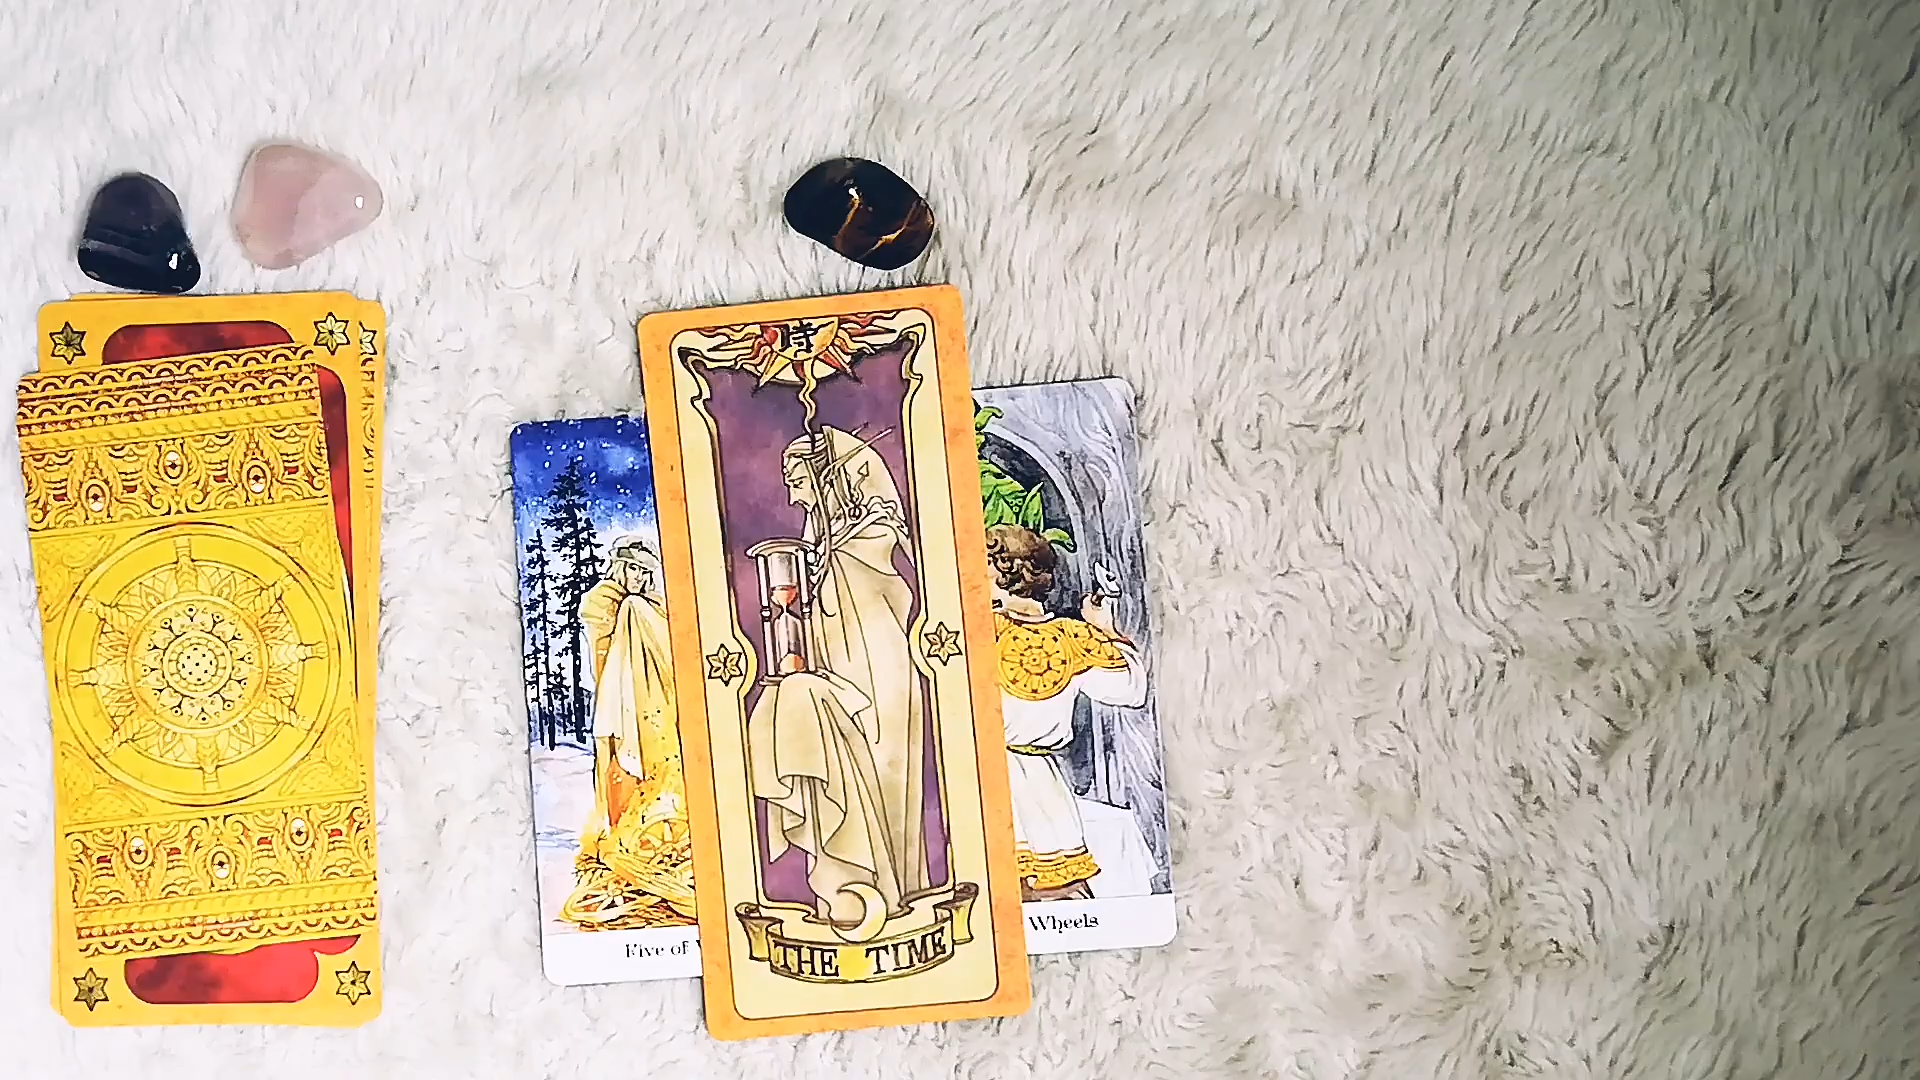 時
Five of
Wheels
THE TIME